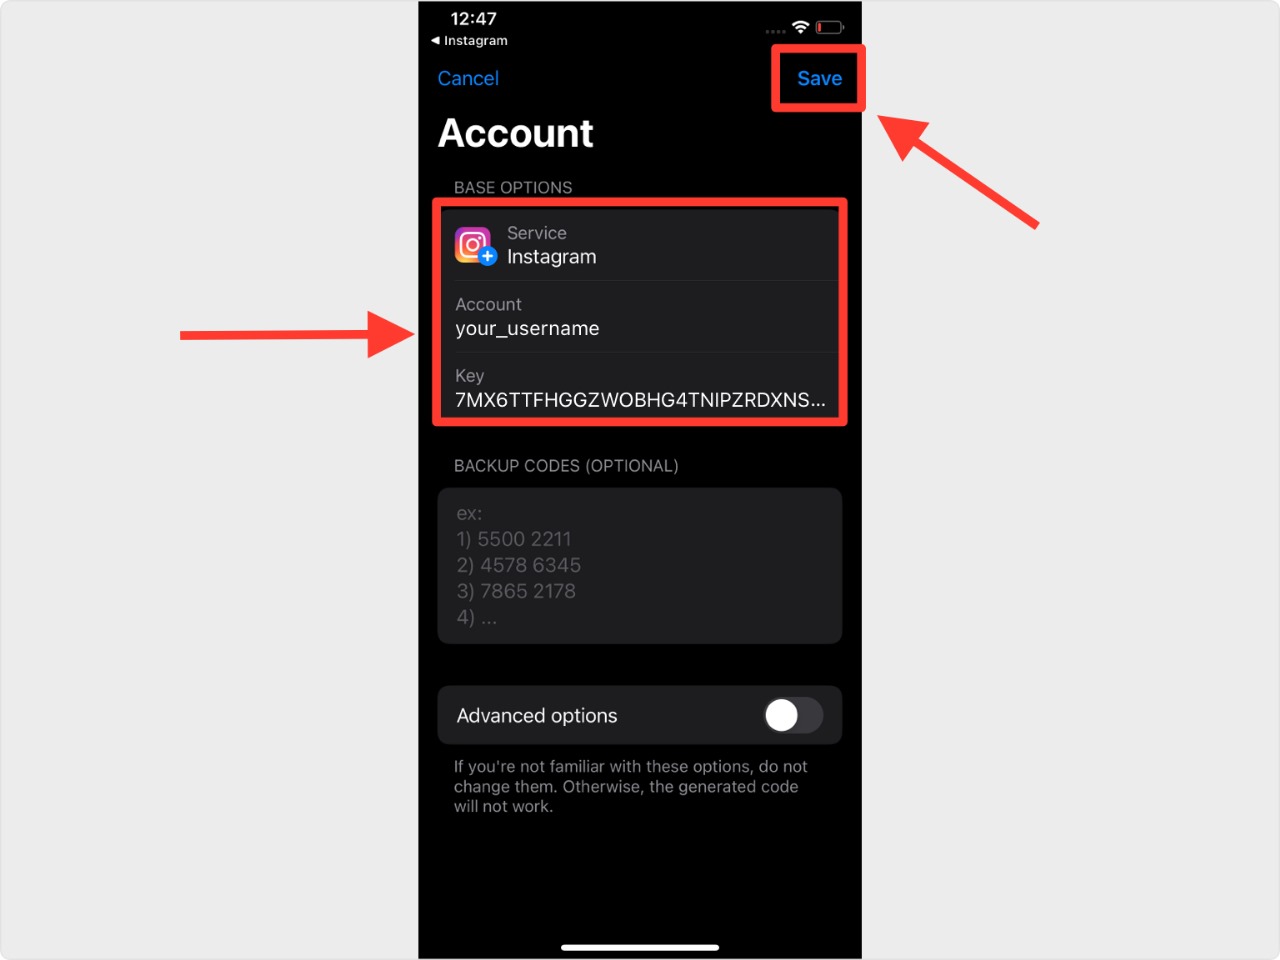 12:47
Instagram
Cancel
Save
Account
BASE OPTIONS
Service
Instagram
Account
your_username
Key
7MX6TTFHGGZWOBHG4TNIPZRDXNS...
BACKUP CODES (OPTIONAL)
ex:
1) 5500 2211
2) 4578 6345
3) 7865 2178
4) ...
Advanced options
If you're not familiar with these options, do not
change them. Otherwise, the generated code
will not work.